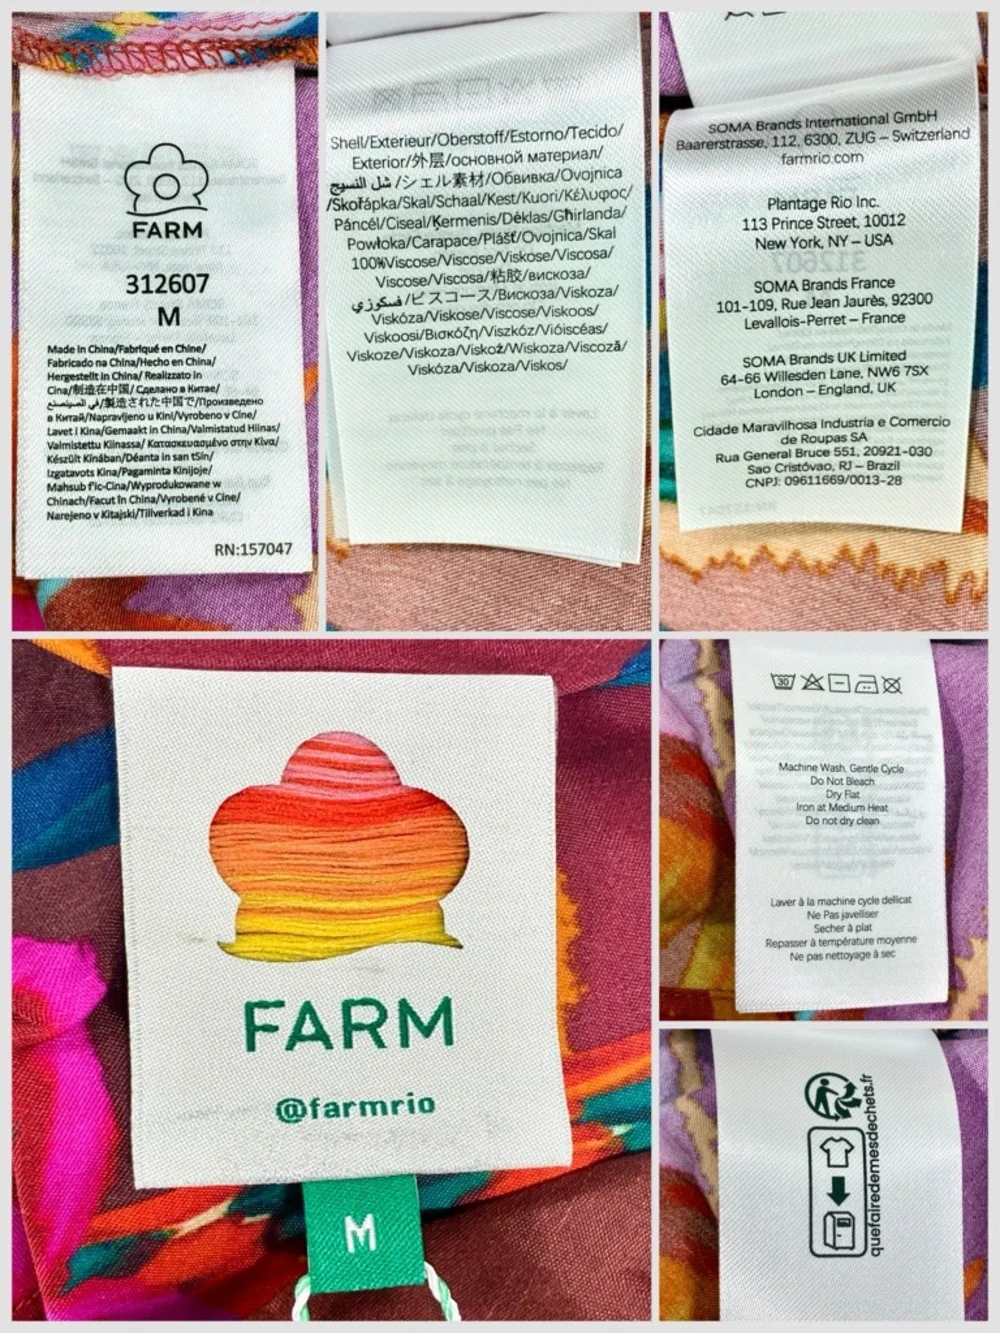 FARM
312607
M
Made in China/Fabriqué en Chine/
Fabricado na China/Hecho en China/
Hergestellt in China/ Realizzato in
Cina/制造在中国/ Сделано в Китае/
في الصينصنع/製造された中国で/Произведено
в Китай/Napravljeno u Kini/Vyrobeno v Číne/
Lavet i Kina/Gemaakt in China/Valmistatud Hiinas/
Valmistettu Kiinassa/ Κατασκευασμένο στην Κίνα/
Készült Kínában/Déanta in san tSín/
Izgatavots Kina/Pagaminta Kinijoje/
Mahsub f'ic-Cina/Wyprodukowane w
Chinach/Facut în China/Vyrobené v Cíne/
Narejeno v Kitajski/Tillverkad i Kina
RN:157047
Shell/Exterieur/Oberstoff/Estorno/Tecido/
Exterior/外层/основной материал/
شل النسيج/シェル素材/Обвивка/Ovojnica
/Skořápka/Skal/Schaal/Kest/Kuori/Κέλυφος/
Páncél/Ciseal/Ķermenis/Dėklas/Għirlanda/
Powłoka/Carapace/Plášť/Ovojnica/Skal
100%Viscose/Viscose/Viskose/Viscosa/
Viscose/Viscosa/粘胶/вискоза/
فسكوزي/ビスコース/Вискоза/Viskoza/
Viskóza/Viskose/Viscose/Viskoos/
Viskoosi/Βισκόζη/Viszkóz/Vióiscéas/
Viskoze/Viskoza/Viskoż/Wiskoza/Viscoză/
Viskóza/Viskoza/Viskos/
SOMA Brands International GmbH
Baarerstrasse, 112, 6300, ZUG – Switzerland
farmrio.com
Plantage Rio Inc.
113 Prince Street, 10012
New York, NY – USA
SOMA Brands France
101-109, Rue Jean Jaurès, 92300
Levallois-Perret – France
SOMA Brands UK Limited
64-66 Willesden Lane, NW6 7SX
London – England, UK
Cidade Maravilhosa Industria e Comercio
de Roupas SA
Rua General Bruce 551, 20921-030
Sao Cristóvao, RJ – Brazil
CNPJ: 09611669/0013-28
FARM
@farmrio
M
30
Machine Wash, Gentle Cycle
Do Not Bleach
Dry Flat
Iron at Medium Heat
Do not dry clean
Laver à la machine cycle dellicat
Ne Pas javelliser
Secher à plat
Repasser à température moyenne
Ne pas nettoyage à sec
quefairedemesdechets.fr